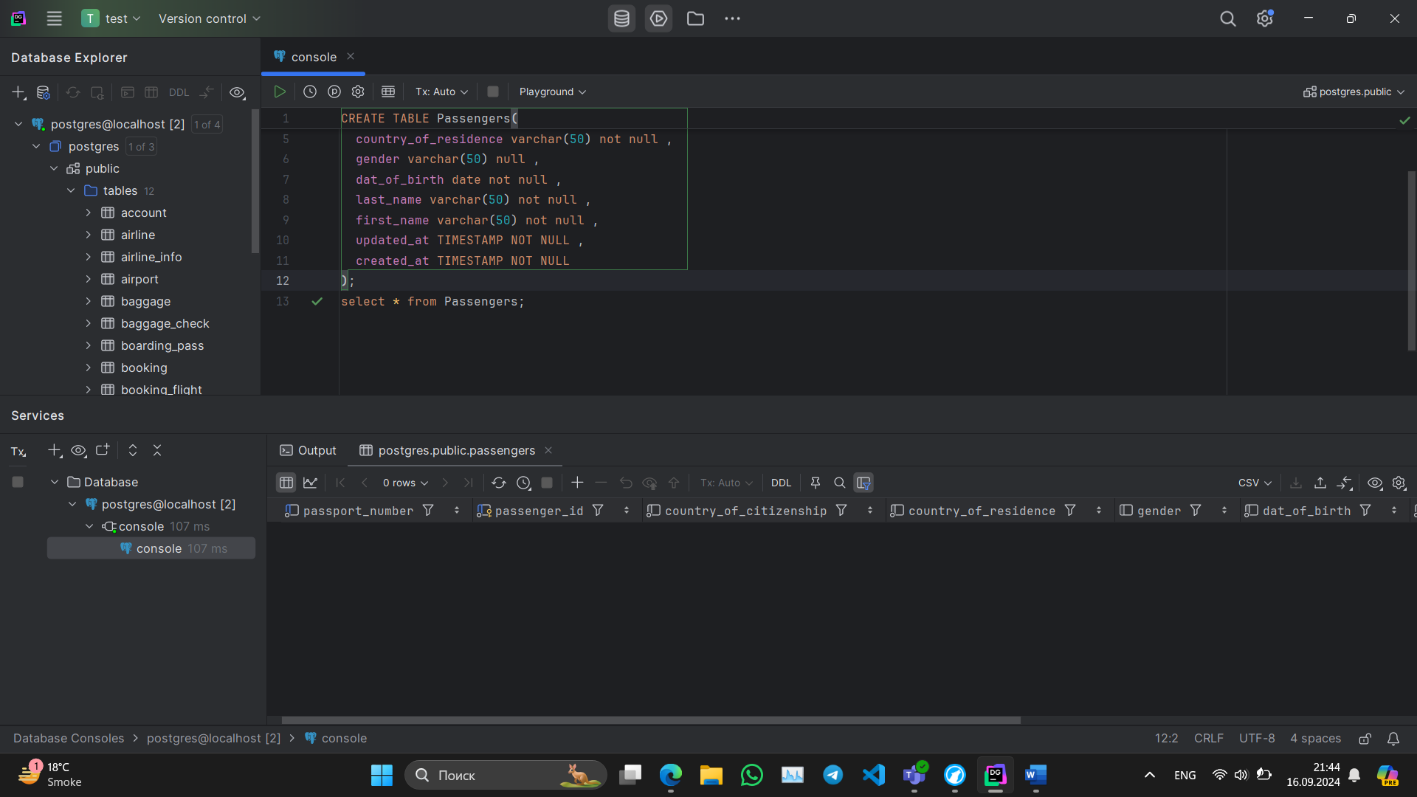 T test Version control
Database Explorer
console
DDL
Tx: Auto Playground postgres.public
postgres@localhost [2] 1 of 4
postgres 1 of 3
public
tables 12
account
airline
airline_info
airport
baggage
baggage_check
boarding_pass
booking
booking_flight
1 CREATE TABLE Passengers(
5 country_of_residence varchar(50) not null ,
6 gender varchar(50) null ,
7 dat_of_birth date not null ,
8 last_name varchar(50) not null ,
9 first_name varchar(50) not null ,
10 updated_at TIMESTAMP NOT NULL ,
11 created_at TIMESTAMP NOT NULL
12 );
13 select * from Passengers;
Services
Tx
Database
postgres@localhost [2]
console 107 ms
console 107 ms
Output postgres.public.passengers
0 rows Tx: Auto DDL CSV
passport_number passenger_id country_of_citizenship country_of_residence gender dat_of_birth
Database Consoles > postgres@localhost [2] > console 12:2 CRLF UTF-8 4 spaces
1 18°C
Smoke
Поиск
DG
ENG
21:44
16.09.2024
PRE